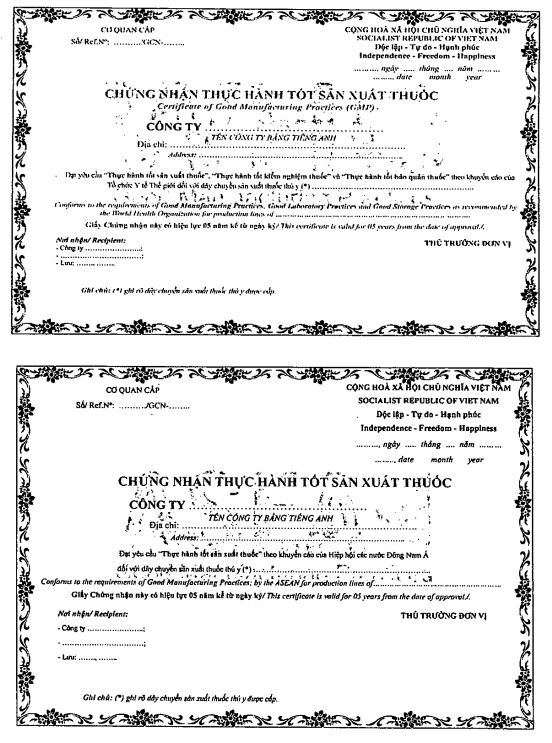 CƠ QUAN CẤP
Số/ Ref.Nº: ........../GCN-........
CỘNG HOÀ XÃ HỘI CHỦ NGHĨA VIỆT NAM
SOCIALIST REPUBLIC OF VIET NAM
Độc lập - Tự do - Hạnh phúc
Independence - Freedom - Happiness
........, ngày ..... tháng .... năm ........
........, date month year
CHỨNG NHẬN THỰC HÀNH TỐT SẢN XUẤT THUỐC
Certificate of Good Manufacturing Practices (GMP)
CÔNG TY
TÊN CÔNG TY BẰNG TIẾNG ANH
Địa chỉ:
Address:
Đạt yêu cầu "Thực hành tốt sản xuất thuốc", "Thực hành tốt kiểm nghiệm thuốc" và "Thực hành tốt bảo quản thuốc" theo khuyến cáo của
Tổ chức Y tế Thế giới đối với dây chuyền sản xuất thuốc thú y (*)
Conforms to the requirements of Good Manufacturing Practices, Good Laboratory Practices and Good Storage Practices as recommended by
the World Health Organization for production lines of
Giấy Chứng nhận này có hiệu lực 05 năm kể từ ngày ký/ This certificate is valid for 05 years from the date of approval./.
Nơi nhận/ Recipient:
- Công ty ......................;
- .........................;
- Lưu: ........, ........
THỦ TRƯỞNG ĐƠN VỊ
Ghi chú: (*) ghi rõ dây chuyền sản xuất thuốc thú y được cấp.
CƠ QUAN CẤP
Số/ Ref.Nº: ........../GCN-........
CỘNG HOÀ XÃ HỘI CHỦ NGHĨA VIỆT NAM
SOCIALIST REPUBLIC OF VIET NAM
Độc lập - Tự do - Hạnh phúc
Independence - Freedom - Happiness
........, ngày ..... tháng .... năm ........
........, date month year
CHỨNG NHẬN THỰC HÀNH TỐT SẢN XUẤT THUỐC
CÔNG TY
TÊN CÔNG TY BẰNG TIẾNG ANH
Địa chỉ:
Address:
Đạt yêu cầu "Thực hành tốt sản xuất thuốc" theo khuyến cáo của Hiệp hội các nước Đông Nam Á
đối với dây chuyền sản xuất thuốc thú y (*)
Conforms to the requirements of Good Manufacturing Practices; by the ASEAN for production lines of
Giấy Chứng nhận này có hiệu lực 05 năm kể từ ngày ký/ This certificate is valid for 05 years from the date of approval./.
Nơi nhận/ Recipient:
- Công ty ..................;
- .........................;
- Lưu: ........, ........
THỦ TRƯỞNG ĐƠN VỊ
Ghi chú: (*) ghi rõ dây chuyền sản xuất thuốc thú y được cấp.